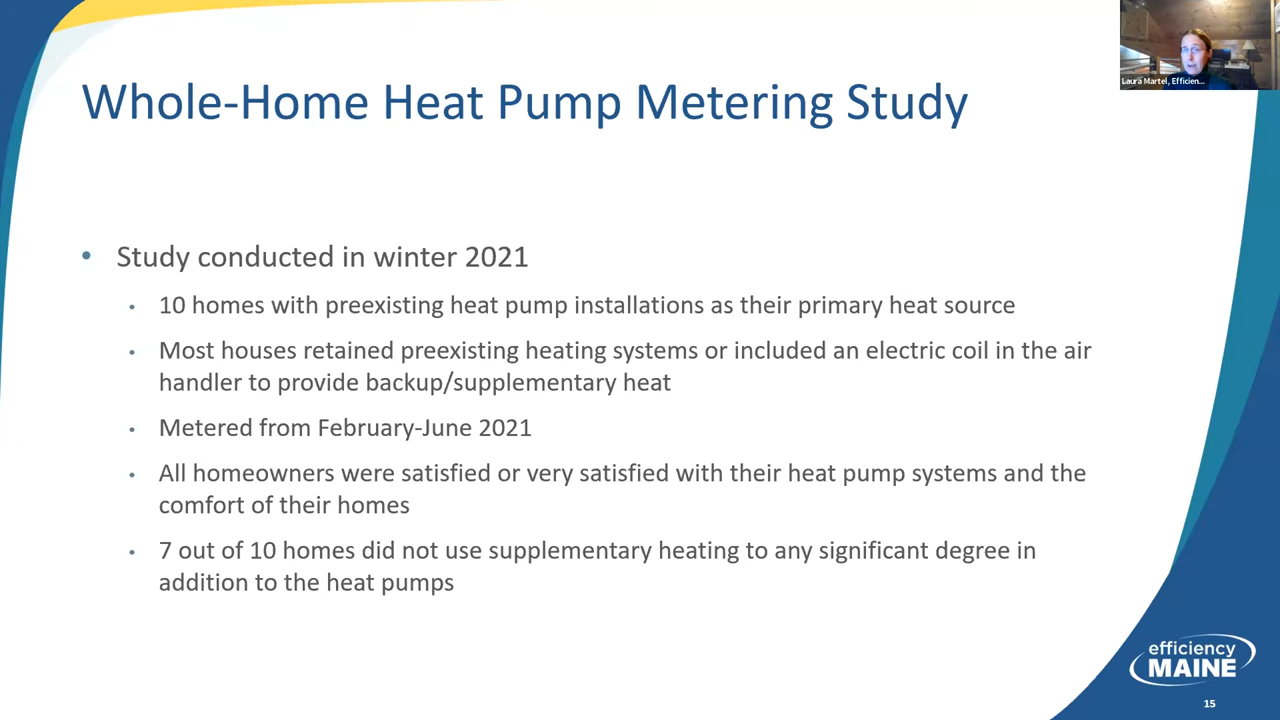 Laura Martel, Efficien...
Whole-Home Heat Pump Metering Study
• Study conducted in winter 2021
• 10 homes with preexisting heat pump installations as their primary heat source
• Most houses retained preexisting heating systems or included an electric coil in the air
handler to provide backup/supplementary heat
• Metered from February-June 2021
• All homeowners were satisfied or very satisfied with their heat pump systems and the
comfort of their homes
• 7 out of 10 homes did not use supplementary heating to any significant degree in
addition to the heat pumps
efficiency
MAINE
15